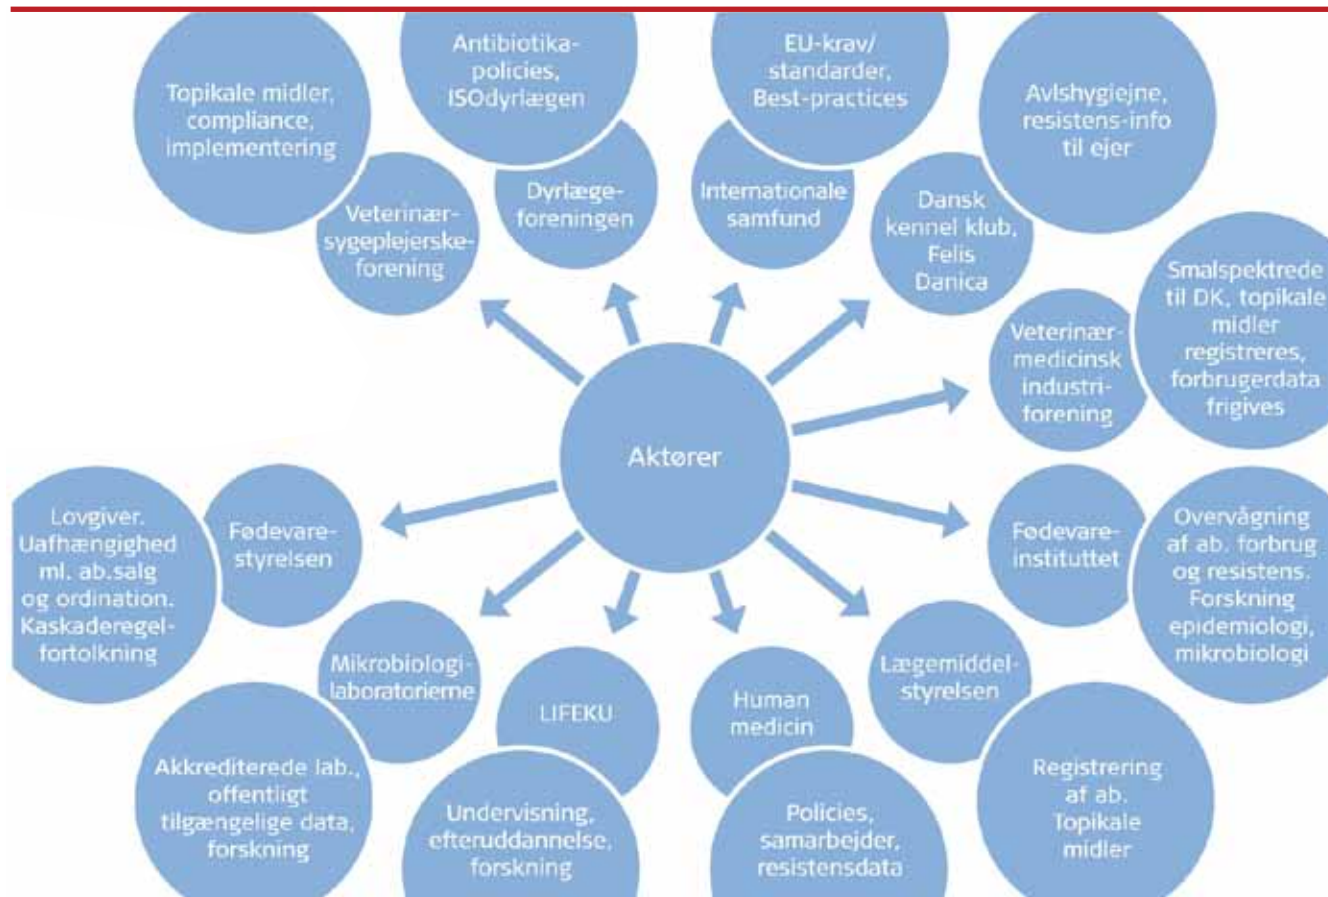 Topikale midler,
compliance,
implementering
Veterinær-
sygeplejerske-
forening
Antibiotika-
policies,
ISOdyrlægen
Dyrlæge-
foreningen
EU-krav/
standarder,
Best-practices
Internationale
samfund
Avlshygiejne,
resistens-info
til ejer
Dansk
kennel klub,
Felis
Danica
Smalspektrede
til DK, topikale
midler
registreres,
forbrugerdata
frigives
Veterinær-
medicinsk
industri-
forening
Aktører
Fødevare-
instituttet
Overvågning
af ab. forbrug
og resistens.
Forskning
epidemiologi,
mikrobiologi
Lægemiddel-
styrelsen
Registrering
af ab.
Topikale
midler
Human
medicin
Policies,
samarbejder,
resistensdata
LIFEKU
Undervisning,
efteruddannelse,
forskning
Mikrobiologi-
laboratorierne
Akkrediterede lab.,
offentligt
tilgængelige data,
forskning
Fødevare-
styrelsen
Lovgiver.
Uafhængighed
ml. ab.salg
og ordination.
Kaskaderegel-
fortolkning